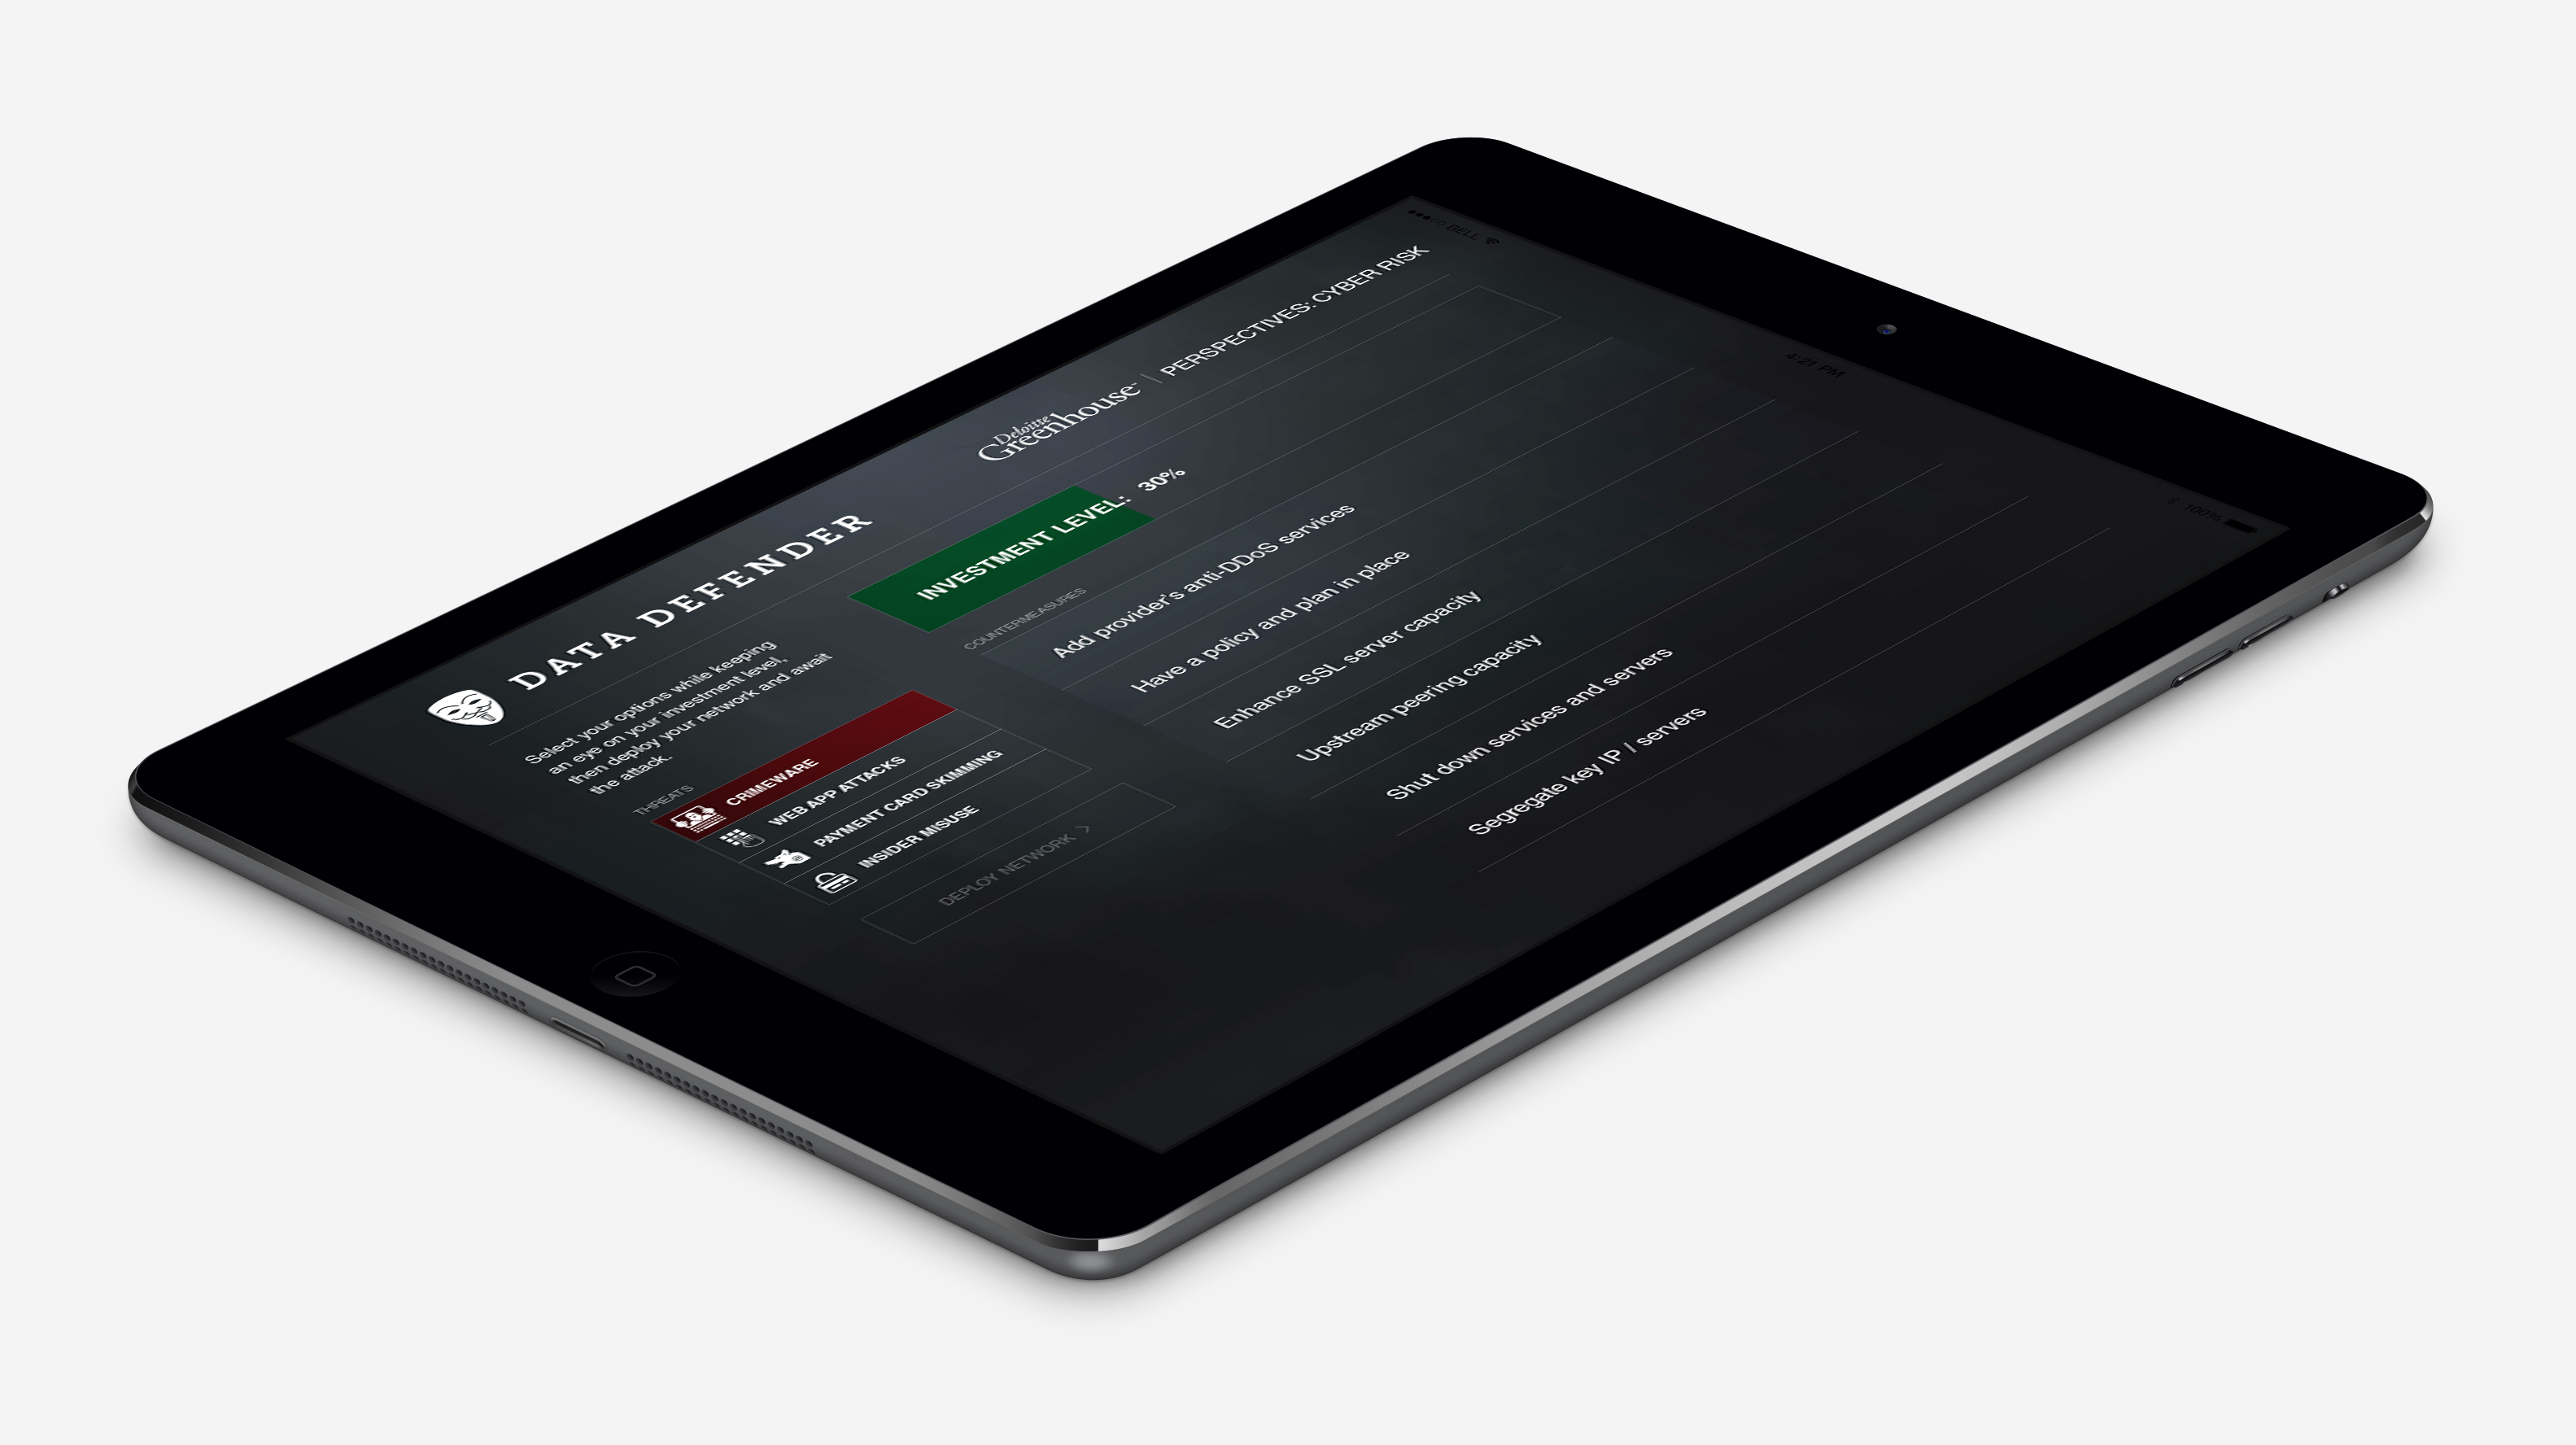 BELL
4:21 PM
100%
DATA DEFENDER
Deloitte
Greenhouse™ | PERSPECTIVES: CYBER RISK
Select your options while keeping
an eye on your investment level,
then deploy your network and await
the attack.
THREATS
CRIMEWARE
WEB APP ATTACKS
PAYMENT CARD SKIMMING
INSIDER MISUSE
DEPLOY NETWORK >
INVESTMENT LEVEL: 30%
COUNTERMEASURES
Add provider's anti-DDoS services
Have a policy and plan in place
Enhance SSL server capacity
Upstream peering capacity
Shut down services and servers
Segregate key IP / servers